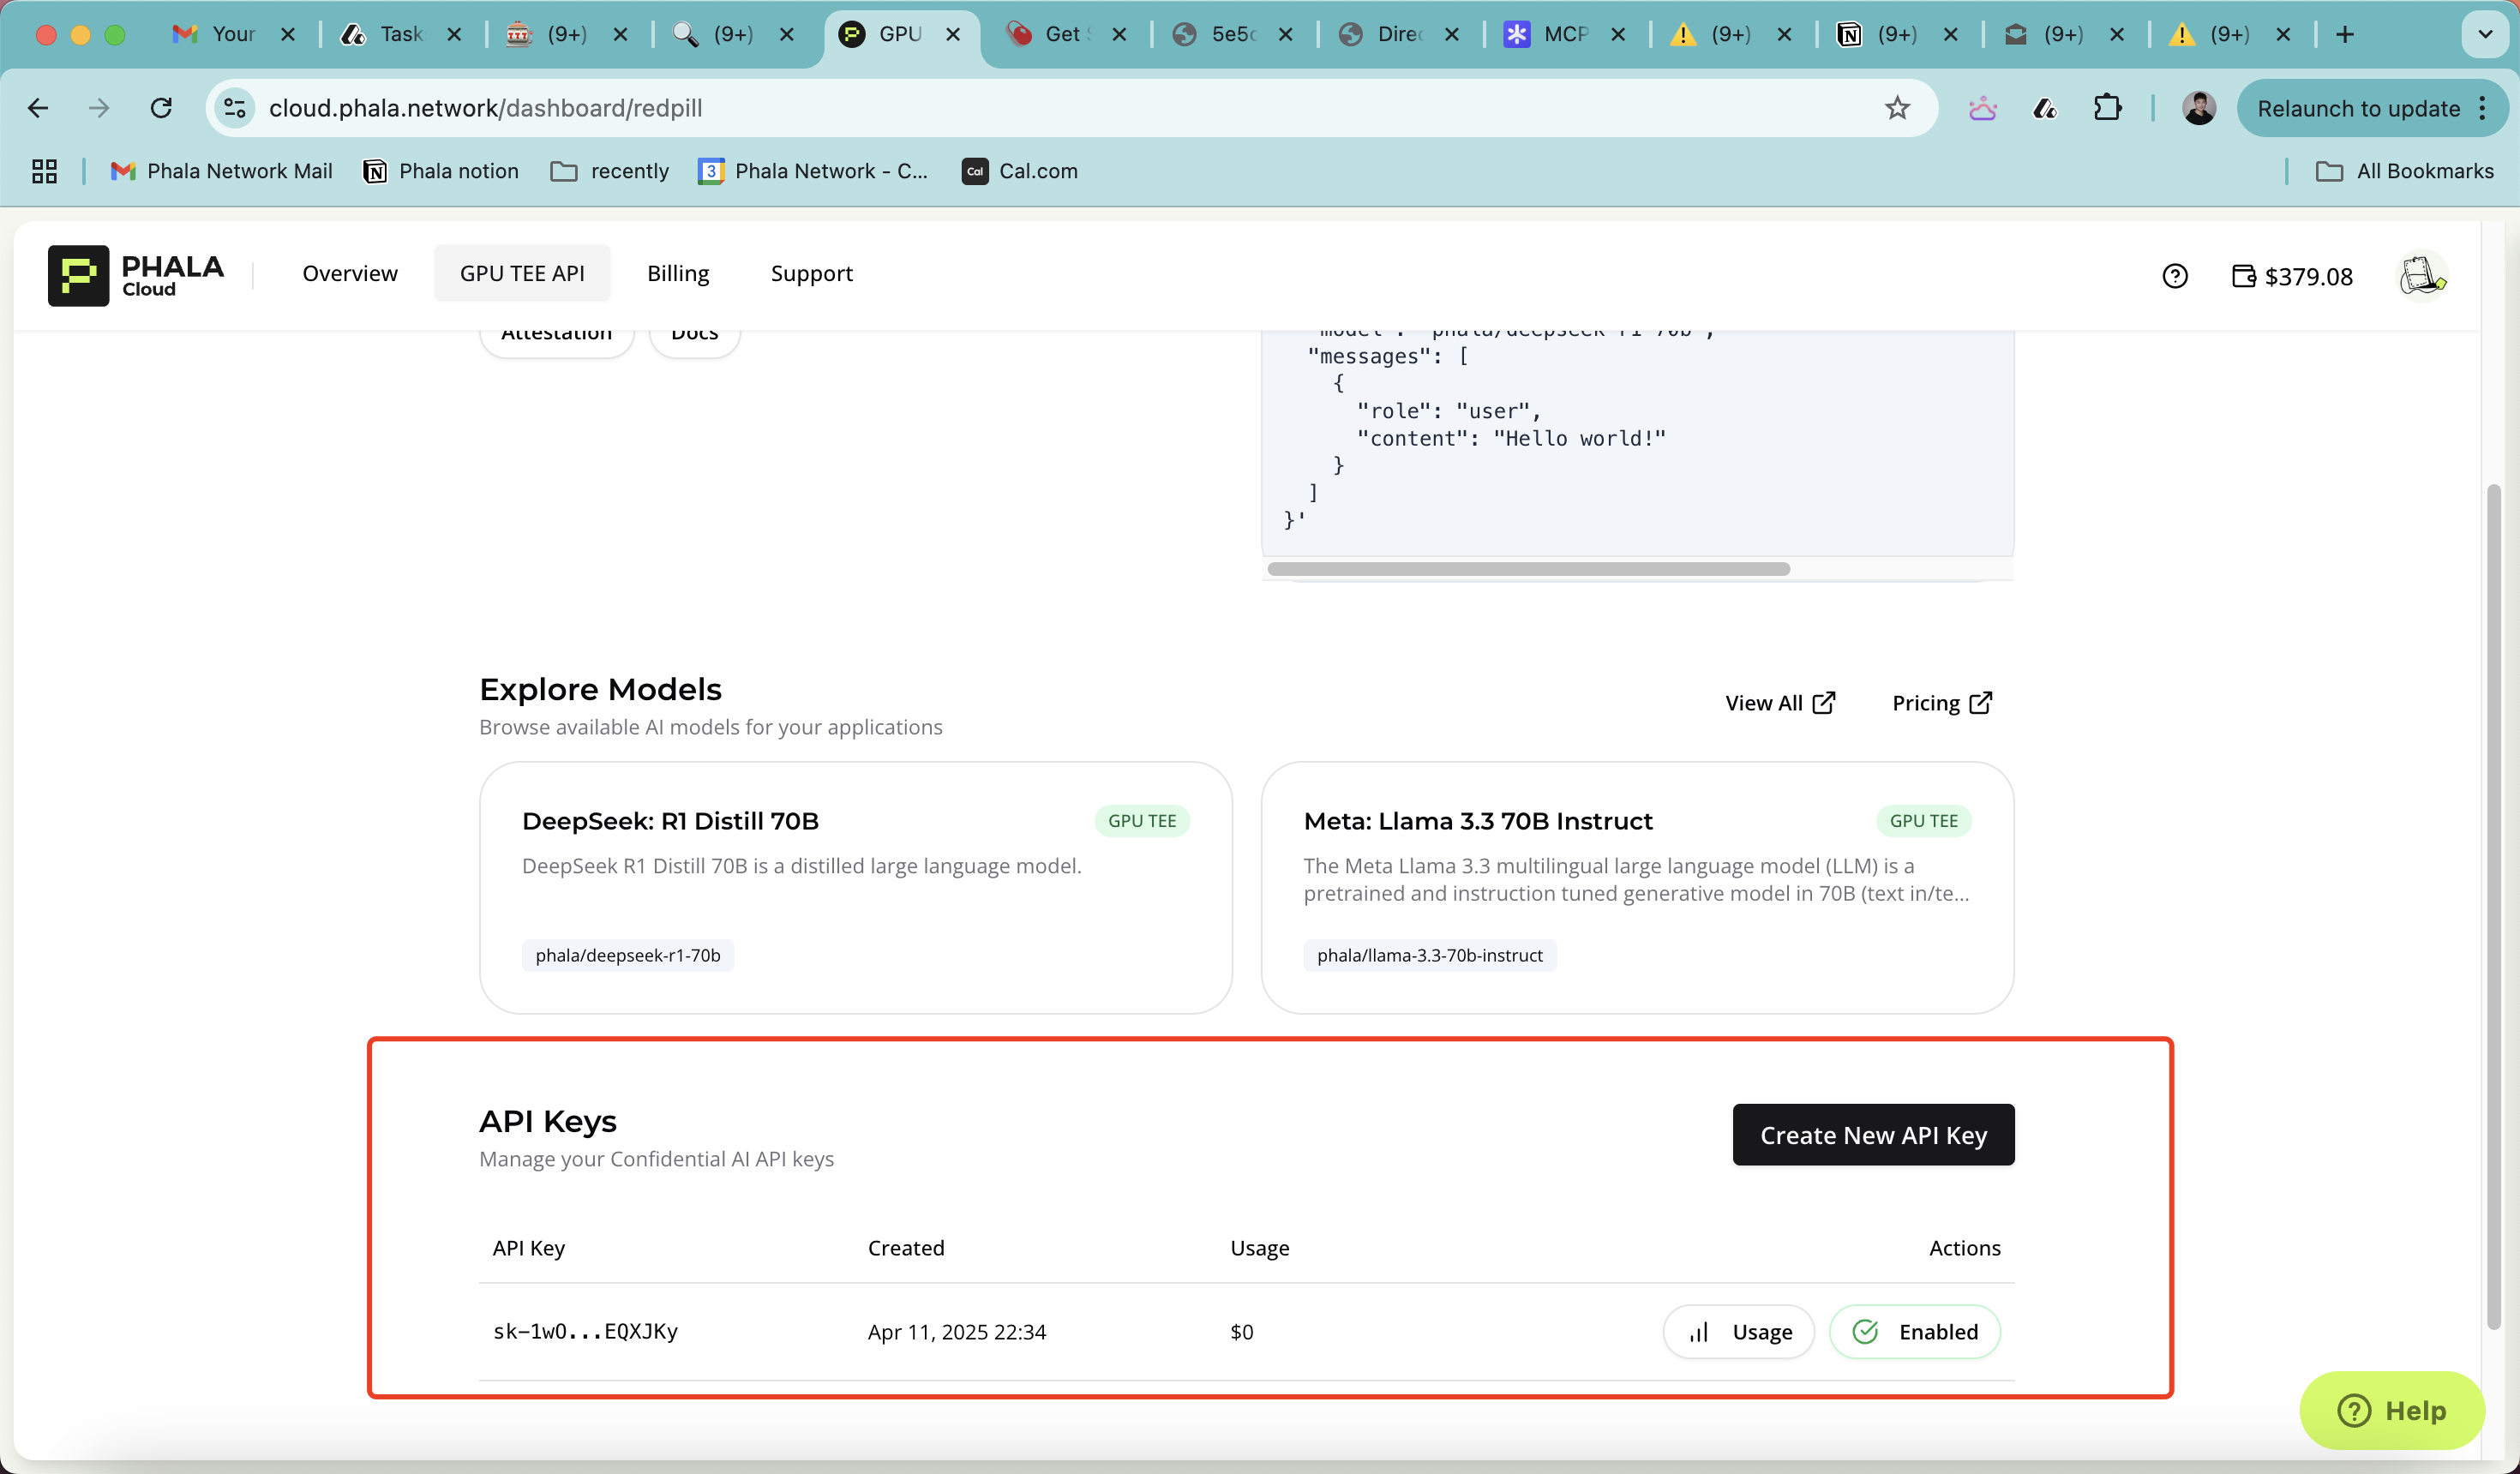 Your
Task
(9+)
(9+)
GPU
Get
5e5c
Direc
MCP
(9+)
(9+)
(9+)
(9+)
cloud.phala.network/dashboard/redpill
Relaunch to update
Phala Network Mail
Phala notion
recently
3
Phala Network - C...
Cal
Cal.com
All Bookmarks
PHALA
Cloud
Overview
GPU TEE API
Billing
Support
$379.08
Attestation
Docs
"model": "phala/deepseek-r1-70b",
"messages": [
{
"role": "user",
"content": "Hello world!"
}
]
}'
Explore Models
Browse available AI models for your applications
View All
Pricing
DeepSeek: R1 Distill 70B
GPU TEE
DeepSeek R1 Distill 70B is a distilled large language model.
phala/deepseek-r1-70b
Meta: Llama 3.3 70B Instruct
GPU TEE
The Meta Llama 3.3 multilingual large language model (LLM) is a
pretrained and instruction tuned generative model in 70B (text in/te...
phala/llama-3.3-70b-instruct
API Keys
Manage your Confidential AI API keys
Create New API Key
API Key Created Usage Actions
sk-1wO...EQXJKy Apr 11, 2025 22:34 $0 Usage Enabled
Help